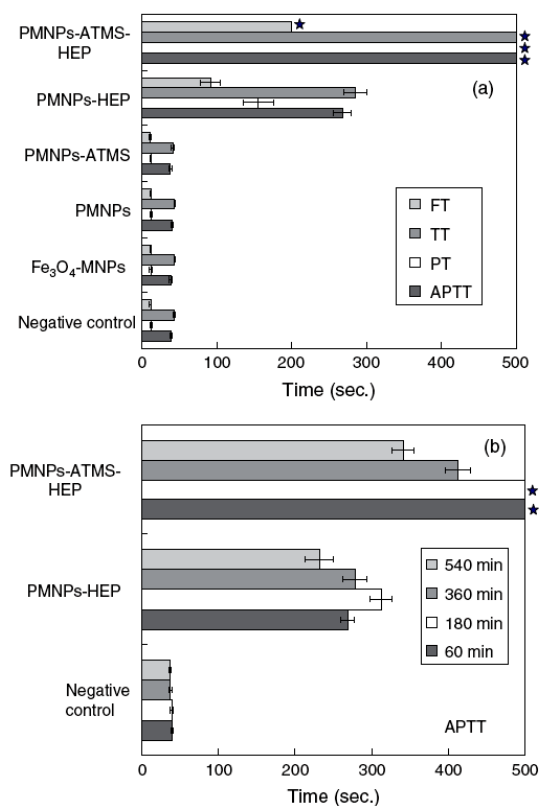 PMNPs-ATMS-
HEP
PMNPs-HEP
PMNPs-ATMS
PMNPs
Fe₃O₄-MNPs
Negative control
(a)
FT
TT
PT
APTT
0 100 200 300 400 500
Time (sec.)
(b)
PMNPs-ATMS-
HEP
PMNPs-HEP
Negative
control
540 min
360 min
180 min
60 min
APTT
0 100 200 300 400 500
Time (sec.)